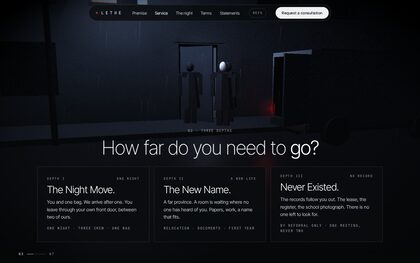 LETHE Premise Service The night Terms Statements Request a consultation
02 · THREE DEPTHS
How far do you need to go?
DEPTH I ONE NIGHT
The Night Move.
You and one bag. We arrive after one. You
leave through your own front door, between
two of ours.
ONE NIGHT · THREE CREW · ONE BAG
DEPTH II A NEW LIFE
The New Name.
A far province. A room is waiting where no
one has heard of you. Papers, work, a name
that fits.
RELOCATION · DOCUMENTS · FIRST YEAR
DEPTH III NO RECORD
Never Existed.
The records follow you out. The lease, the
register, the school photograph. There is no
one left to look for.
BY REFERRAL ONLY · ONE MEETING,
NEVER TWO